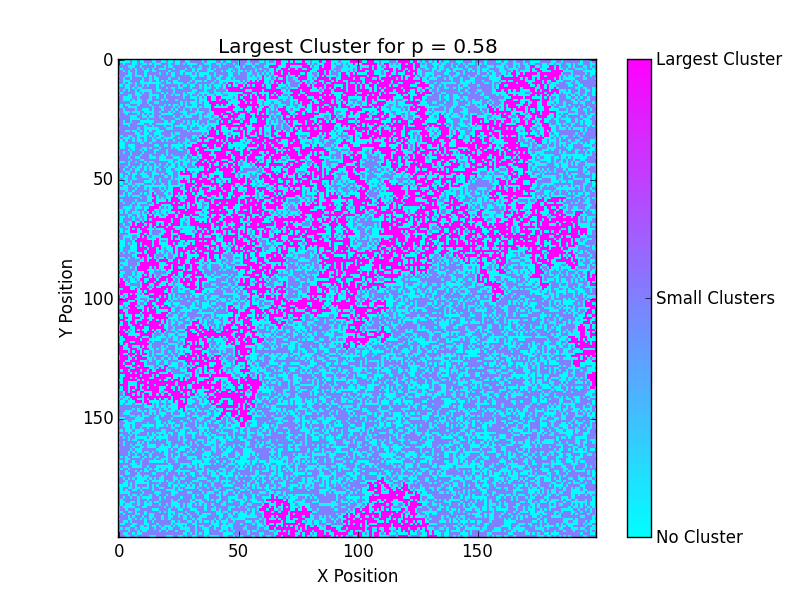 Largest Cluster for p = 0.58
0
50
100
150
Y Position
0
50
100
150
X Position
Largest Cluster
Small Clusters
No Cluster